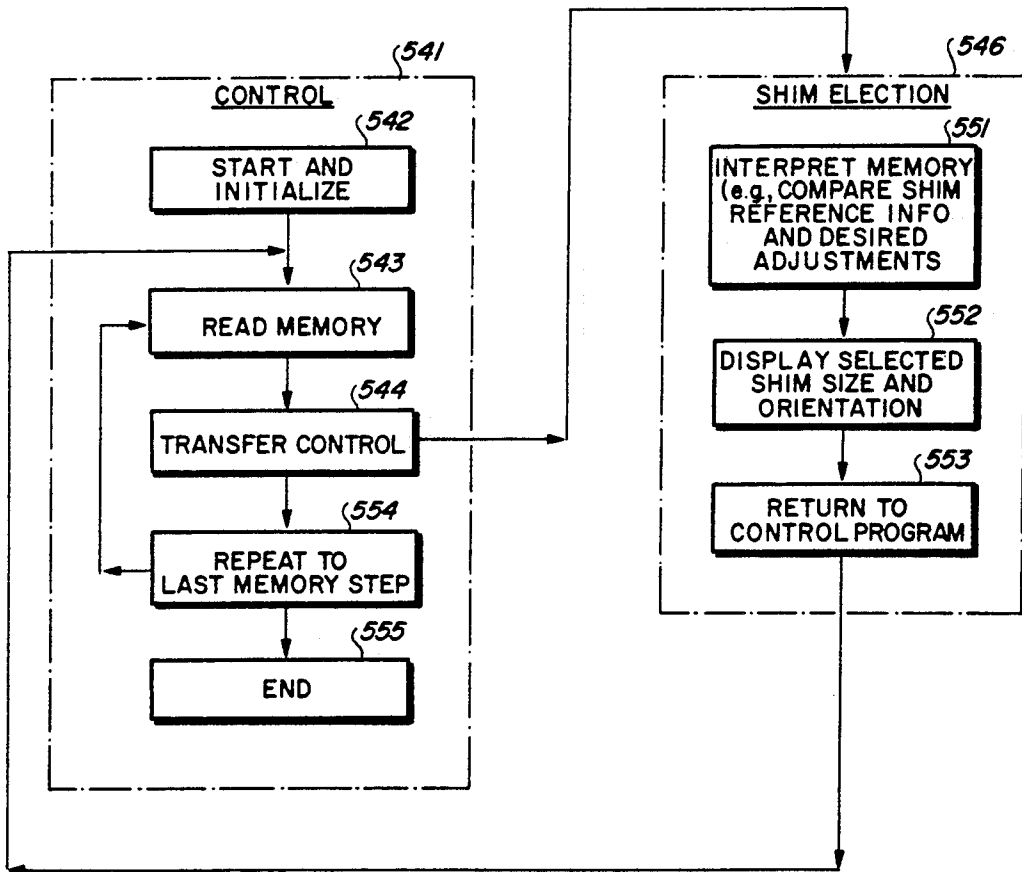 541
CONTROL
542
START AND
INITIALIZE
543
READ MEMORY
544
TRANSFER CONTROL
554
REPEAT TO
LAST MEMORY STEP
555
END
546
SHIM ELECTION
551
INTERPRET MEMORY
(e.g., COMPARE SHIM
REFERENCE INFO
AND DESIRED
ADJUSTMENTS
552
DISPLAY SELECTED
SHIM SIZE AND
ORIENTATION
553
RETURN TO
CONTROL PROGRAM